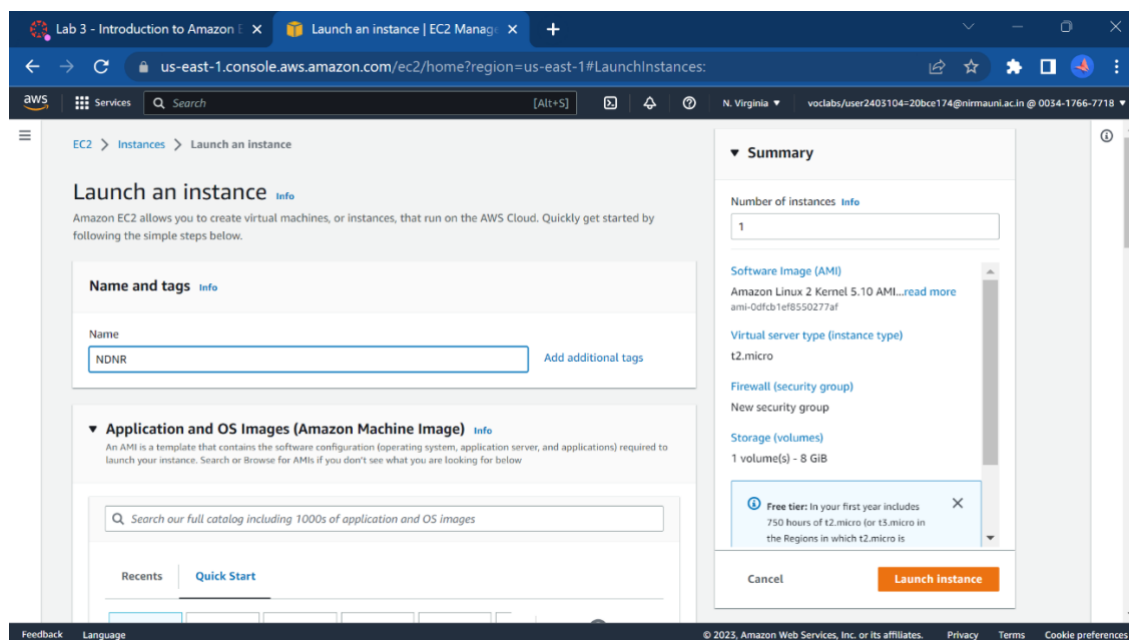 Lab 3 - Introduction to Amazon E
Launch an instance | EC2 Manage
us-east-1.console.aws.amazon.com/ec2/home?region=us-east-1#LaunchInstances:
aws
Services
Search
[Alt+S]
N. Virginia
voclabs/user2403104=20bce174@nirmauni.ac.in @ 0034-1766-7718
EC2 > Instances > Launch an instance
Launch an instance Info
Amazon EC2 allows you to create virtual machines, or instances, that run on the AWS Cloud. Quickly get started by
following the simple steps below.
Name and tags Info
Name
NDNR
Add additional tags
Application and OS Images (Amazon Machine Image) Info
An AMI is a template that contains the software configuration (operating system, application server, and applications) required to
launch your instance. Search or Browse for AMIs if you don't see what you are looking for below
Search our full catalog including 1000s of application and OS images
Recents
Quick Start
Summary
Number of instances Info
1
Software Image (AMI)
Amazon Linux 2 Kernel 5.10 AMI...read more
ami-0dfcb1ef8550277af
Virtual server type (instance type)
t2.micro
Firewall (security group)
New security group
Storage (volumes)
1 volume(s) - 8 GiB
Free tier: In your first year includes
750 hours of t2.micro (or t3.micro in
the Regions in which t2.micro is
Cancel
Launch instance
Feedback
Language
© 2023, Amazon Web Services, Inc. or its affiliates.
Privacy
Terms
Cookie preferences